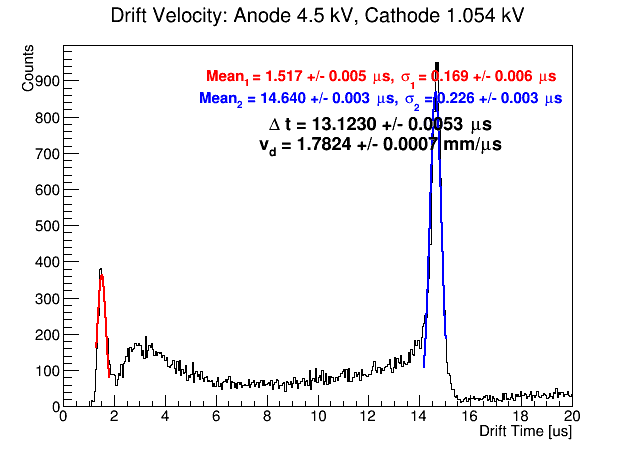 Drift Velocity: Anode 4.5 kV, Cathode 1.054 kV
Counts
Mean1 = 1.517 +/- 0.005 μs, σ1 = 0.169 +/- 0.006 μs
Mean2 = 14.640 +/- 0.003 μs, σ2 = 0.226 +/- 0.003 μs
Δ t = 13.1230 +/- 0.0053 μs
vd = 1.7824 +/- 0.0007 mm/μs
900
800
700
600
500
400
300
200
100
0
0 2 4 6 8 10 12 14 16 18 20
Drift Time [us]